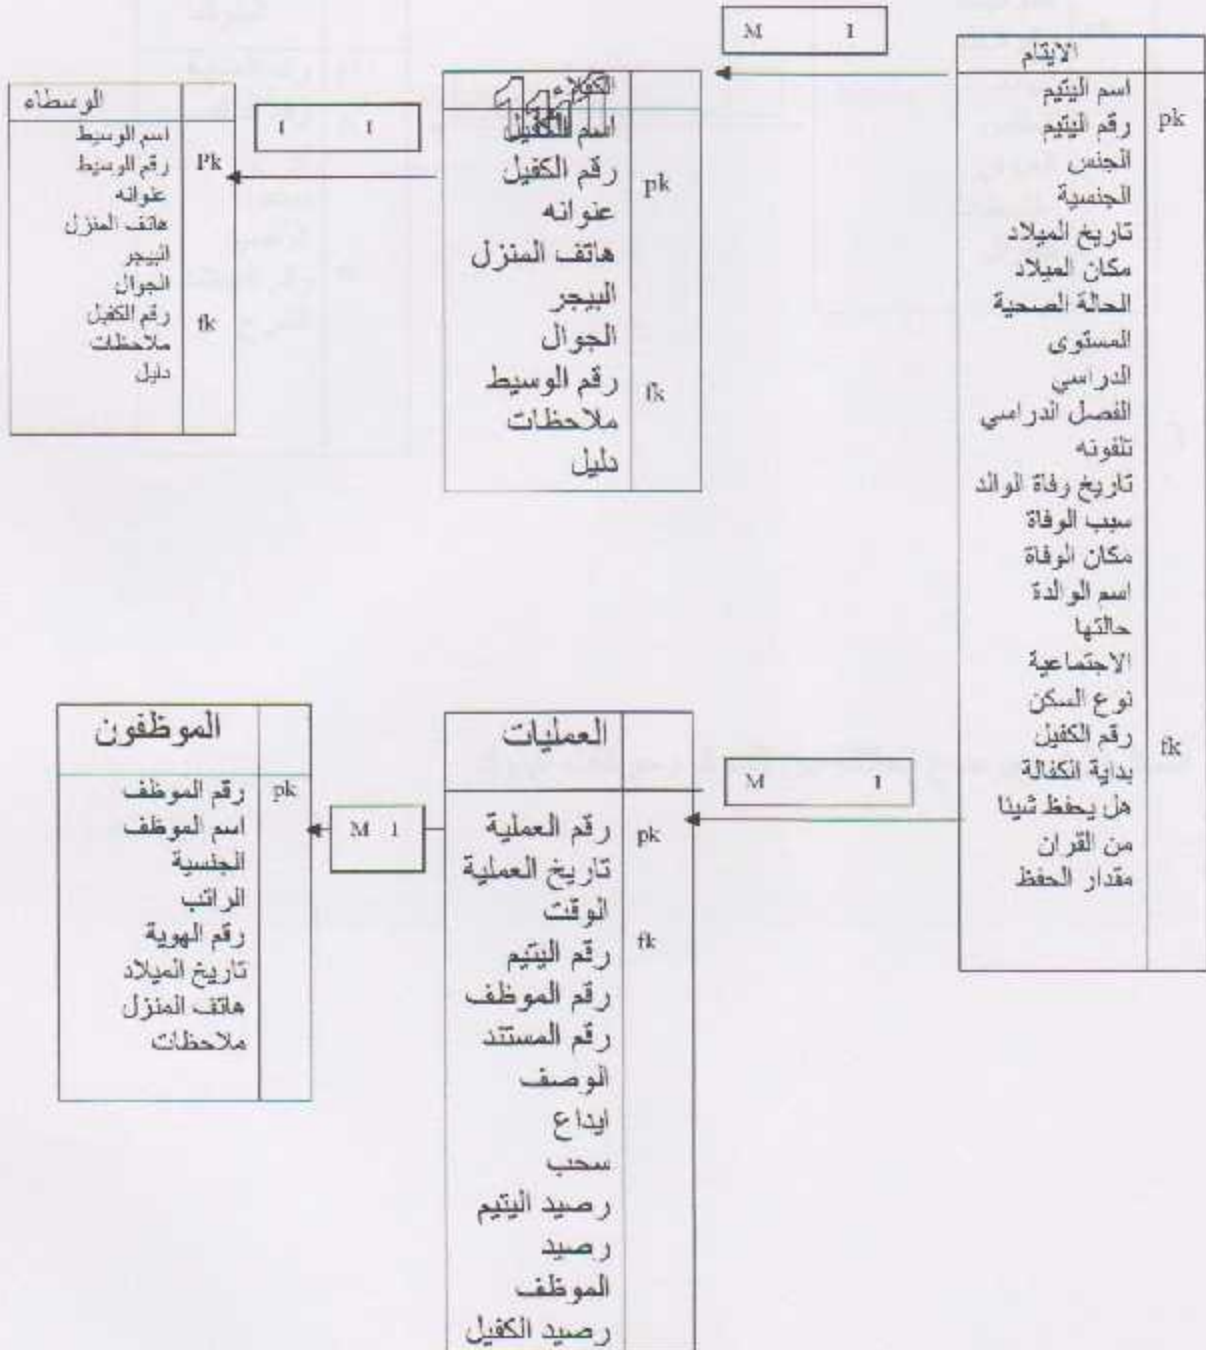 M 1
الايتام
اسم اليتيم
رقم اليتيم pk
الجنس
الجنسية
تاريخ الميلاد
مكان الميلاد
الحالة الصحية
المستوى
الدراسي
الفصل الدراسي
تلفونه
تاريخ وفاة الوالد
سبب الوفاة
مكان الوفاة
اسم الوالدة
حالتها
الاجتماعية
نوع السكن
رقم الكفيل fk
بداية الكفالة
هل يحفظ شيئا
من القران
مقدار الحفظ
الكفلاء
اسم الكفيل
رقم الكفيل pk
عنوانه
هاتف المنزل
البيجر
الجوال
رقم الوسيط fk
ملاحظات
دليل
1 1
الوسطاء
اسم الوسيط
رقم الوسيط Pk
عنوانه
هاتف المنزل
البيجر
الجوال
رقم الكفيل fk
ملاحظات
دليل
M 1
العمليات
رقم العملية pk
تاريخ العملية
الوقت
رقم اليتيم fk
رقم الموظف
رقم المستند
الوصف
ايداع
سحب
رصيد اليتيم
رصيد
الموظف
رصيد الكفيل
M 1
الموظفون
رقم الموظف pk
اسم الموظف
الجنسية
الراتب
رقم الهوية
تاريخ الميلاد
هاتف المنزل
ملاحظات